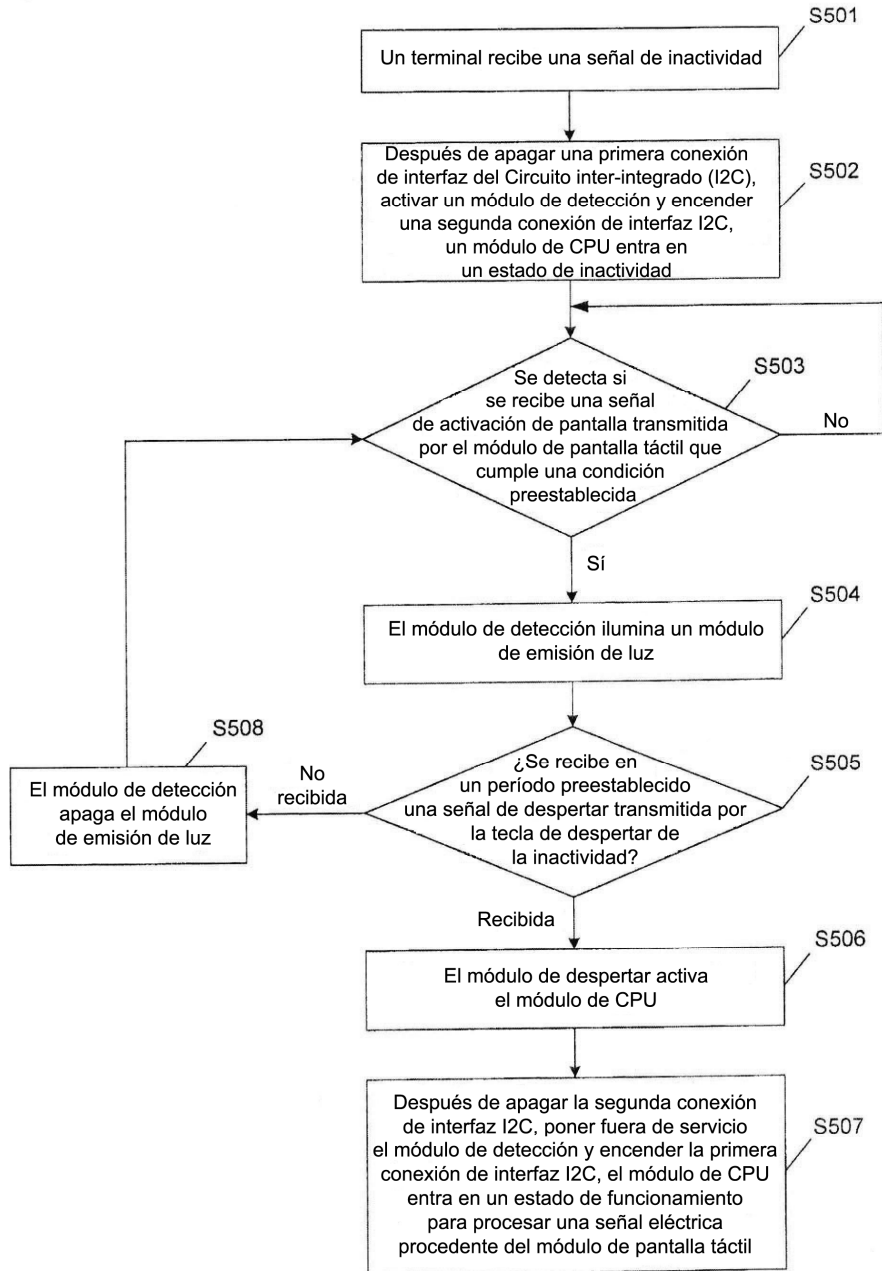 S501
Un terminal recibe una señal de inactividad
Después de apagar una primera conexión
de interfaz del Circuito inter-integrado (I2C),
activar un módulo de detección y encender
una segunda conexión de interfaz I2C,
un módulo de CPU entra en
un estado de inactividad
S502
Se detecta si
se recibe una señal
de activación de pantalla transmitida
por el módulo de pantalla táctil que
cumple una condición
preestablecida
S503
No
Sí
S504
El módulo de detección ilumina un módulo
de emisión de luz
S508
El módulo de detección
apaga el módulo
de emisión de luz
No
recibida
¿Se recibe en
un período preestablecido
una señal de despertar transmitida por
la tecla de despertar de
la inactividad?
S505
Recibida
S506
El módulo de despertar activa
el módulo de CPU
Después de apagar la segunda conexión
de interfaz I2C, poner fuera de servicio
el módulo de detección y encender la primera
conexión de interfaz I2C, el módulo de CPU
entra en un estado de funcionamiento
para procesar una señal eléctrica
procedente del módulo de pantalla táctil
S507